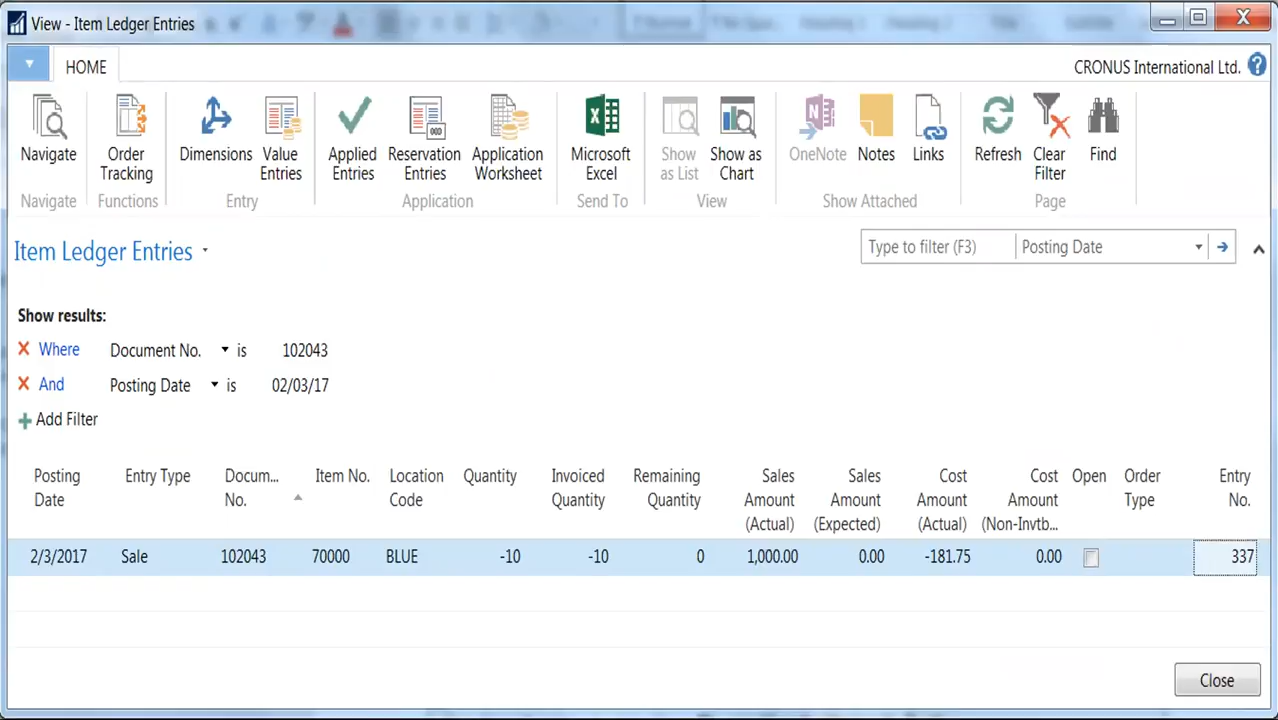 View - Item Ledger Entries
HOME
CRONUS International Ltd.
Navigate
Order Tracking
Dimensions
Value Entries
Applied Entries
Reservation Entries
Application Worksheet
Microsoft Excel
Show as List
Show as Chart
OneNote
Notes
Links
Refresh
Clear Filter
Find
Navigate
Functions
Entry
Application
Send To
View
Show Attached
Page
Item Ledger Entries
Type to filter (F3)
Posting Date
Show results:
Where Document No. is 102043
And Posting Date is 02/03/17
Add Filter
Posting Date
Entry Type
Docum... No.
Item No.
Location Code
Quantity
Invoiced Quantity
Remaining Quantity
Sales Amount (Actual)
Sales Amount (Expected)
Cost Amount (Actual)
Cost Amount (Non-Invtb...
Open
Order Type
Entry No.
2/3/2017 Sale 102043 70000 BLUE -10 -10 0 1,000.00 0.00 -181.75 0.00 337
Close